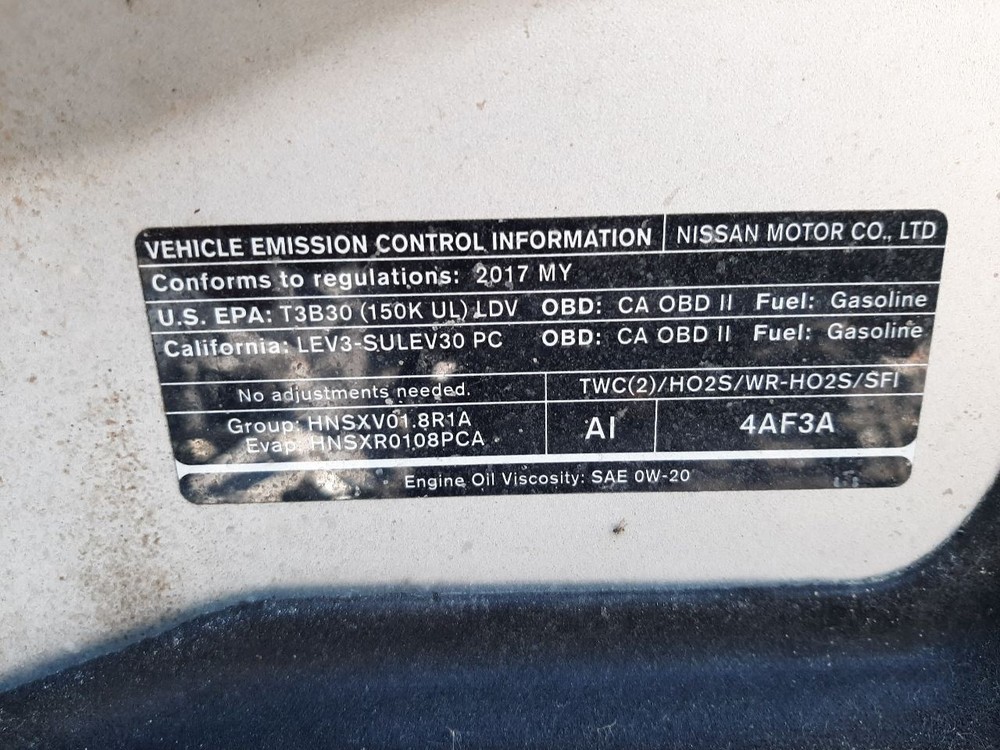 VEHICLE EMISSION CONTROL INFORMATION NISSAN MOTOR CO., LTD
Conforms to regulations: 2017 MY
U.S. EPA: T3B30 (150K UL) LDV OBD: CA OBD II Fuel: Gasoline
California: LEV3-SULEV30 PC OBD: CA OBD II Fuel: Gasoline
No adjustments needed. TWC(2)/HO2S/WR-HO2S/SFI
Group: HNSXV01.8R1A
Evap: HNSXR0108PCA
AI 4AF3A
Engine Oil Viscosity: SAE 0W-20